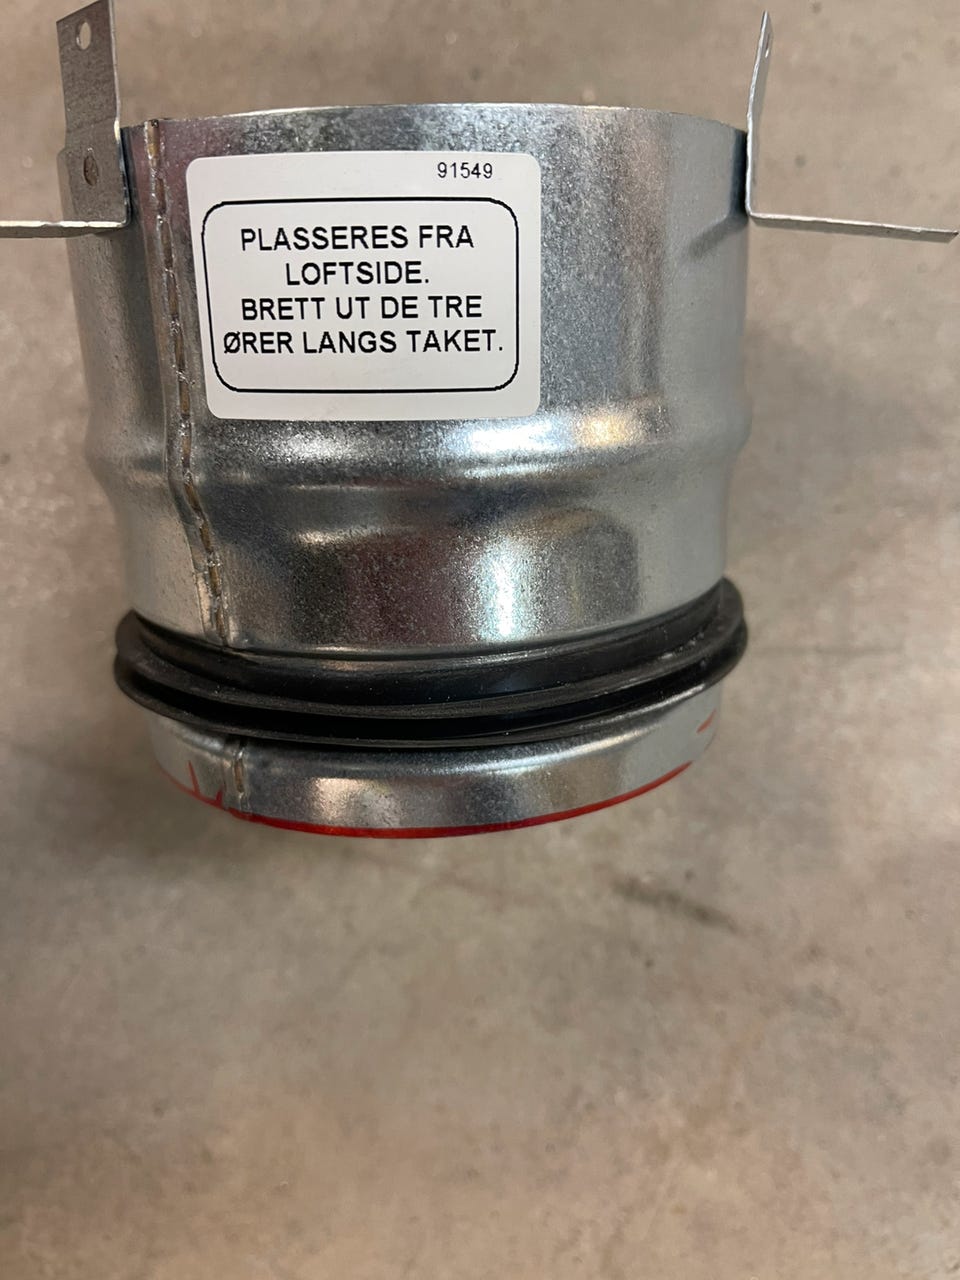 91549
PLASSERES FRA
LOFTSIDE.
BRETT UT DE TRE
ØRER LANGS TAKET.